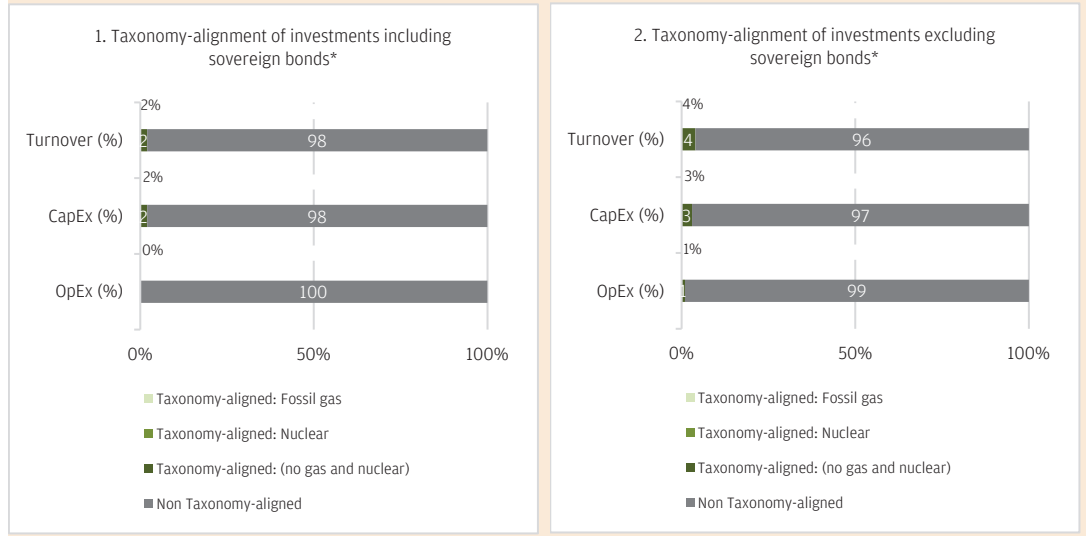 1. Taxonomy-alignment of investments including
sovereign bonds*
2%
Turnover (%)
2
98
2%
CapEx (%)
2
98
0%
OpEx (%)
100
0%
50%
100%
Taxonomy-aligned: Fossil gas
Taxonomy-aligned: Nuclear
Taxonomy-aligned: (no gas and nuclear)
Non Taxonomy-aligned
2. Taxonomy-alignment of investments excluding
sovereign bonds*
4%
Turnover (%)
4
96
3%
CapEx (%)
3
97
1%
OpEx (%)
1
99
0%
50%
100%
Taxonomy-aligned: Fossil gas
Taxonomy-aligned: Nuclear
Taxonomy-aligned: (no gas and nuclear)
Non Taxonomy-aligned